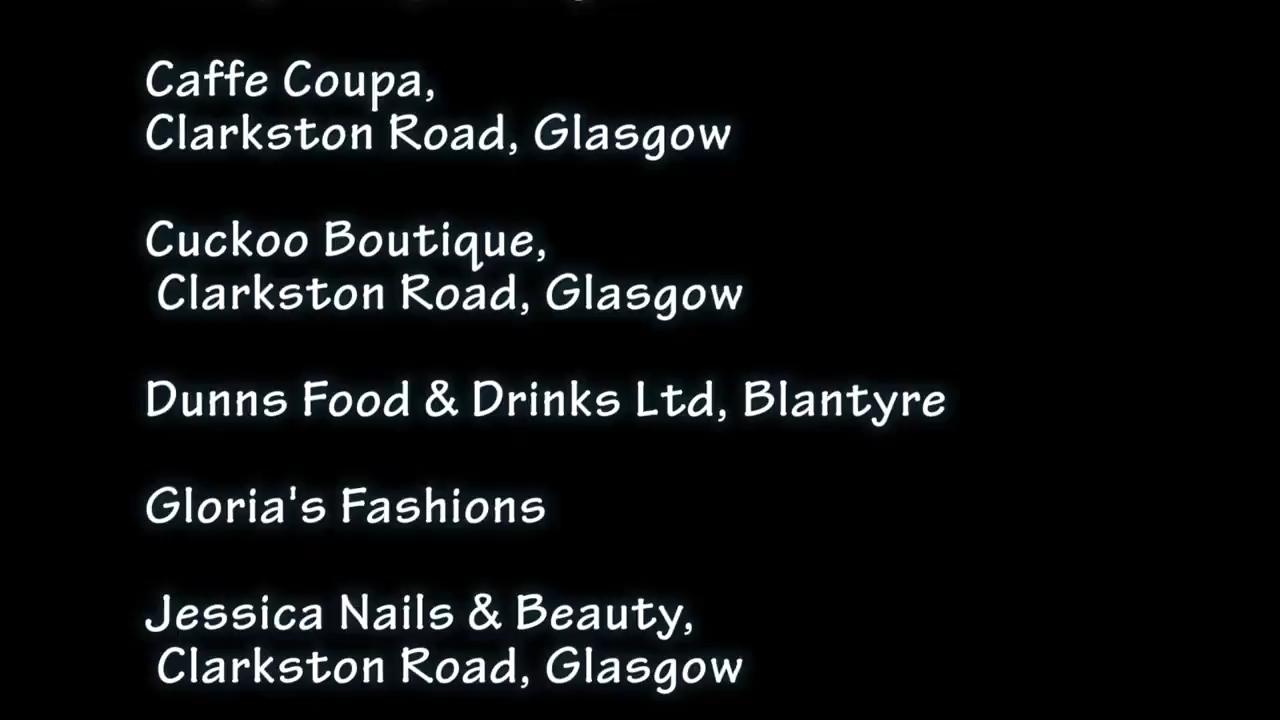 Caffe Coupa,
Clarkston Road, Glasgow
Cuckoo Boutique,
Clarkston Road, Glasgow
Dunns Food & Drinks Ltd, Blantyre
Gloria's Fashions
Jessica Nails & Beauty,
Clarkston Road, Glasgow